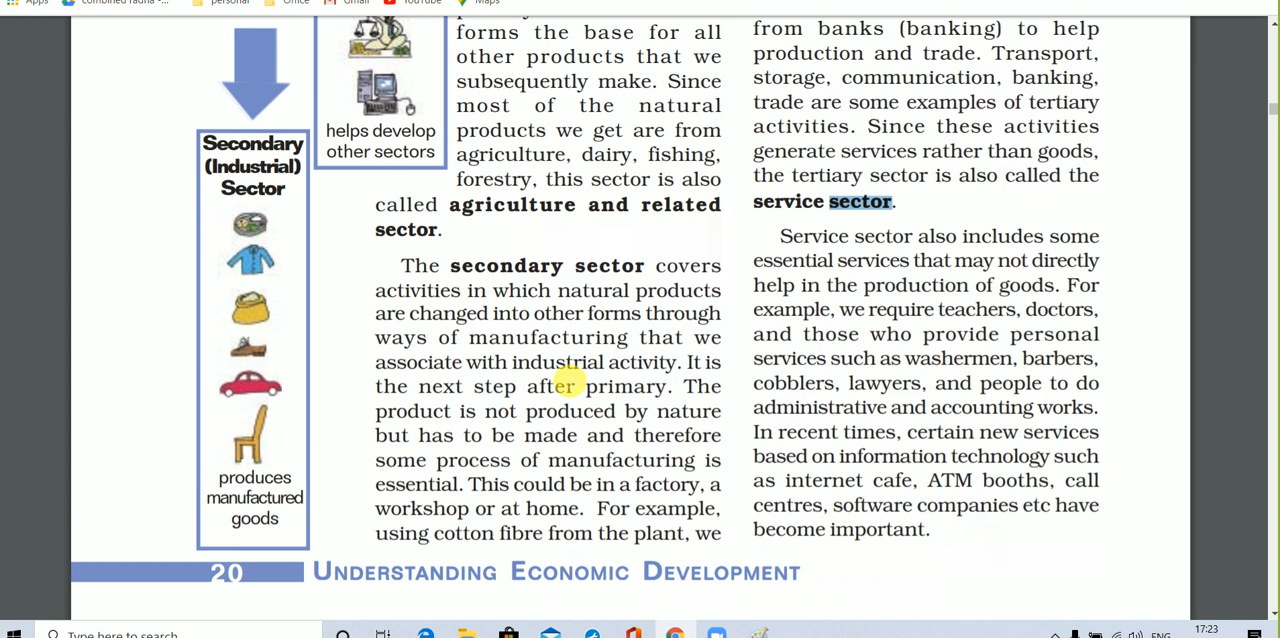 Apps
combined radha -...
personal
Office
Gmail
YouTube
Maps
helps develop
other sectors
Secondary
(Industrial)
Sector
produces
manufactured
goods
forms the base for all
other products that we
subsequently make. Since
most of the natural
products we get are from
agriculture, dairy, fishing,
forestry, this sector is also
called agriculture and related
sector.
The secondary sector covers
activities in which natural products
are changed into other forms through
ways of manufacturing that we
associate with industrial activity. It is
the next step after primary. The
product is not produced by nature
but has to be made and therefore
some process of manufacturing is
essential. This could be in a factory, a
workshop or at home. For example,
using cotton fibre from the plant, we
from banks (banking) to help
production and trade. Transport,
storage, communication, banking,
trade are some examples of tertiary
activities. Since these activities
generate services rather than goods,
the tertiary sector is also called the
service sector.
Service sector also includes some
essential services that may not directly
help in the production of goods. For
example, we require teachers, doctors,
and those who provide personal
services such as washermen, barbers,
cobblers, lawyers, and people to do
administrative and accounting works.
In recent times, certain new services
based on information technology such
as internet cafe, ATM booths, call
centres, software companies etc have
become important.
20 UNDERSTANDING ECONOMIC DEVELOPMENT
Type here to search
ENG
17:23